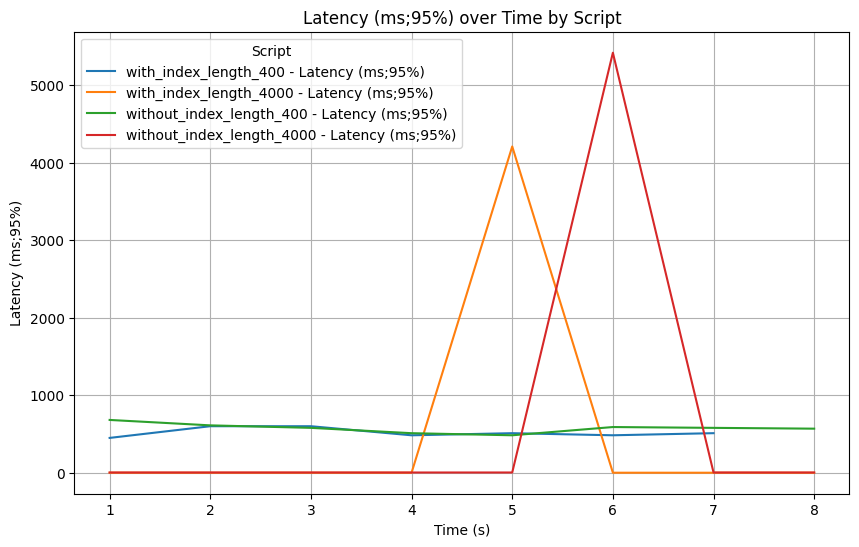 Latency (ms;95%) over Time by Script
Script
with_index_length_400 - Latency (ms;95%)
with_index_length_4000 - Latency (ms;95%)
without_index_length_400 - Latency (ms;95%)
without_index_length_4000 - Latency (ms;95%)
Latency (ms;95%)
5000
4000
3000
2000
1000
0
1 2 3 4 5 6 7 8
Time (s)